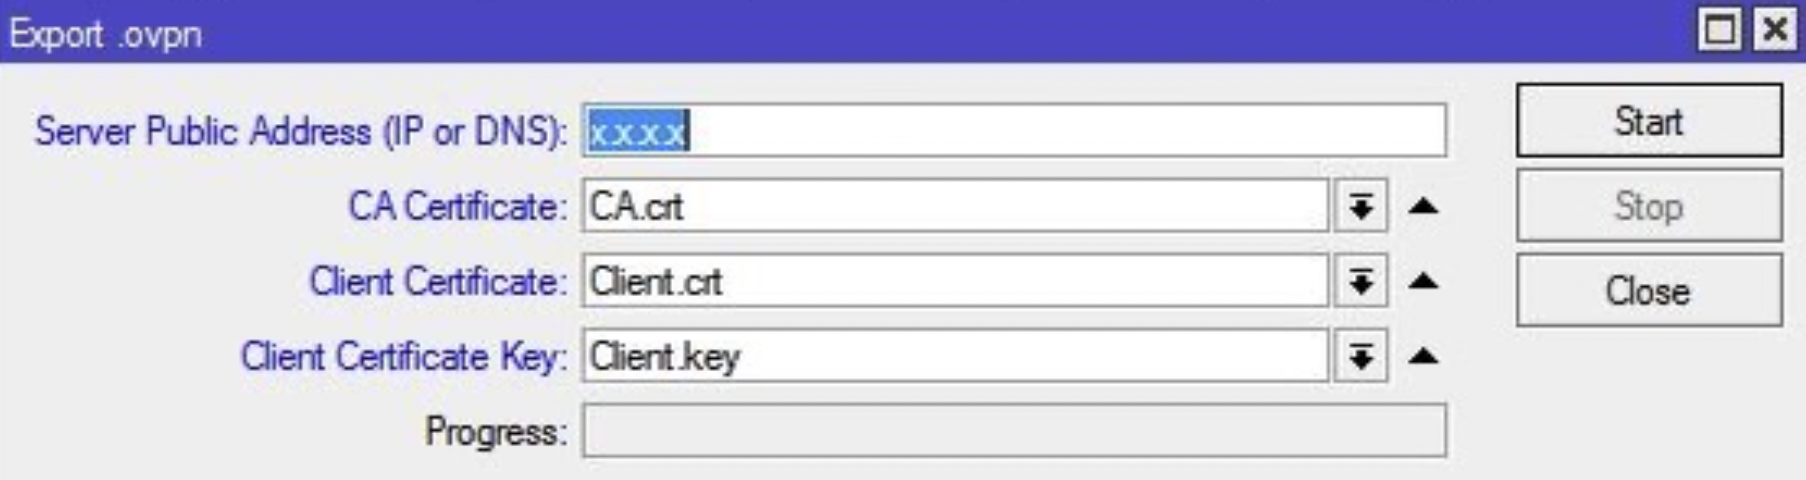 Export .ovpn
Server Public Address (IP or DNS): x.x.x.x Start
CA Certificate: CA.crt Stop
Client Certificate: Client.crt Close
Client Certificate Key: Client.key
Progress: